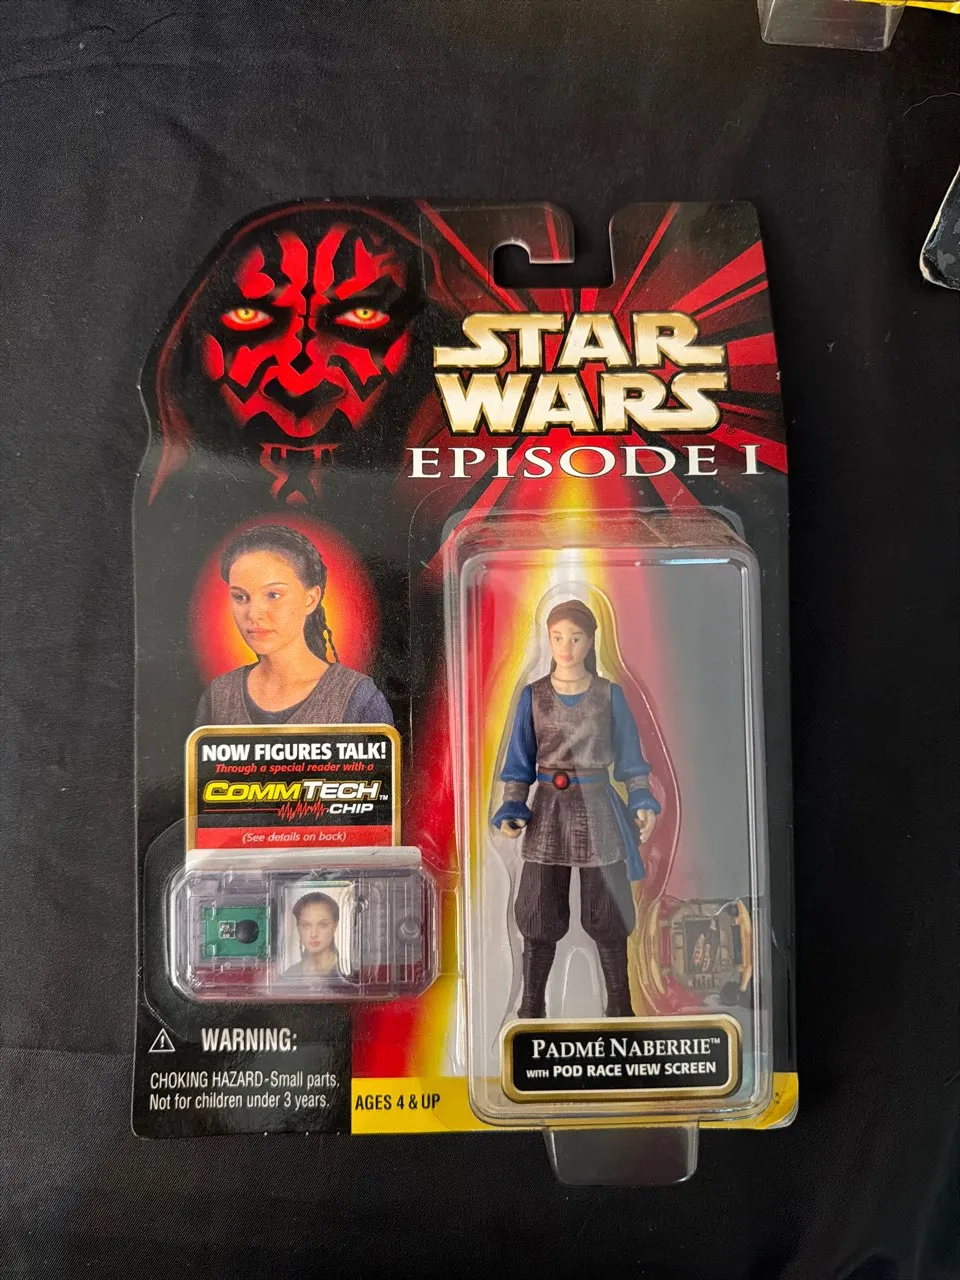 STAR
WARS
EPISODE I
NOW FIGURES TALK!
Through a special reader with a
COMMTECH™
CHIP
(See details on back)
WARNING:
CHOKING HAZARD-Small parts.
Not for children under 3 years.
AGES 4 & UP
PADMÉ NABERRIE™
WITH POD RACE VIEW SCREEN